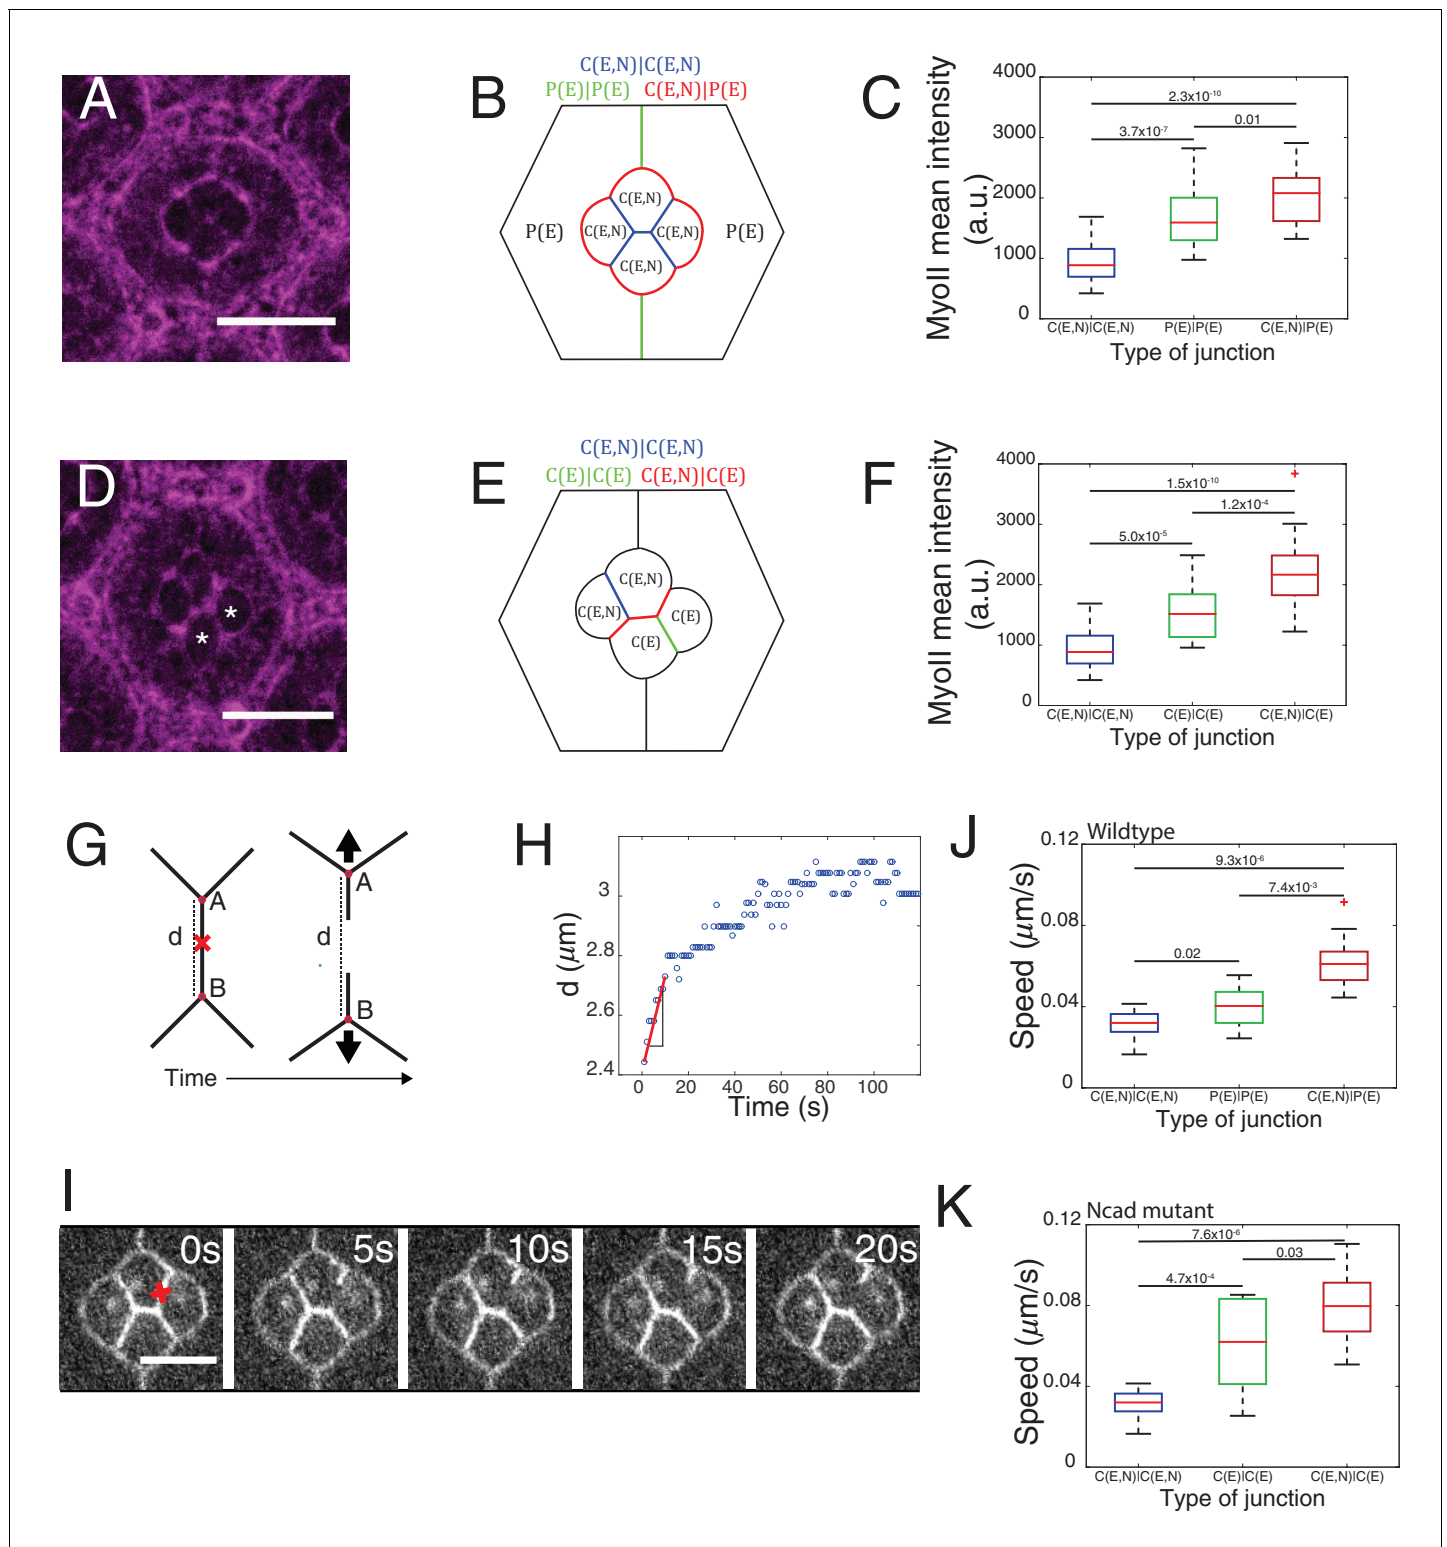 A
B
C(E,N)|C(E,N)
P(E)|P(E) C(E,N)|P(E)
P(E)
C(E,N)
C(E,N)
C(E,N)
C(E,N)
P(E)
C
MyoII mean intensity
(a.u.)
4000
3000
2000
1000
0
2.3x10-10
3.7x10-7
0.01
C(E,N)|C(E,N) P(E)|P(E) C(E,N)|P(E)
Type of junction
D
*
*
E
C(E,N)|C(E,N)
C(E)|C(E) C(E,N)|C(E)
C(E,N)
C(E,N)
C(E)
C(E)
F
MyoII mean intensity
(a.u.)
4000
3000
2000
1000
0
1.5x10-10
1.2x10-4
5.0x10-5
C(E,N)|C(E,N) C(E)|C(E) C(E,N)|C(E)
Type of junction
G
A
d
B
A
d
B
Time
H
d (μm)
3
2.8
2.6
2.4
0 20 40 60 80 100
Time (s)
J
Wildtype
Speed (μm/s)
0.12
0.08
0.04
0
9.3x10-6
7.4x10-3
0.02
C(E,N)|C(E,N) P(E)|P(E) C(E,N)|P(E)
Type of junction
I
0s
5s
10s
15s
20s
K
Ncad mutant
Speed (μm/s)
0.12
0.08
0.04
0
7.6x10-6
0.03
4.7x10-4
C(E,N)|C(E,N) C(E)|C(E) C(E,N)|C(E)
Type of junction